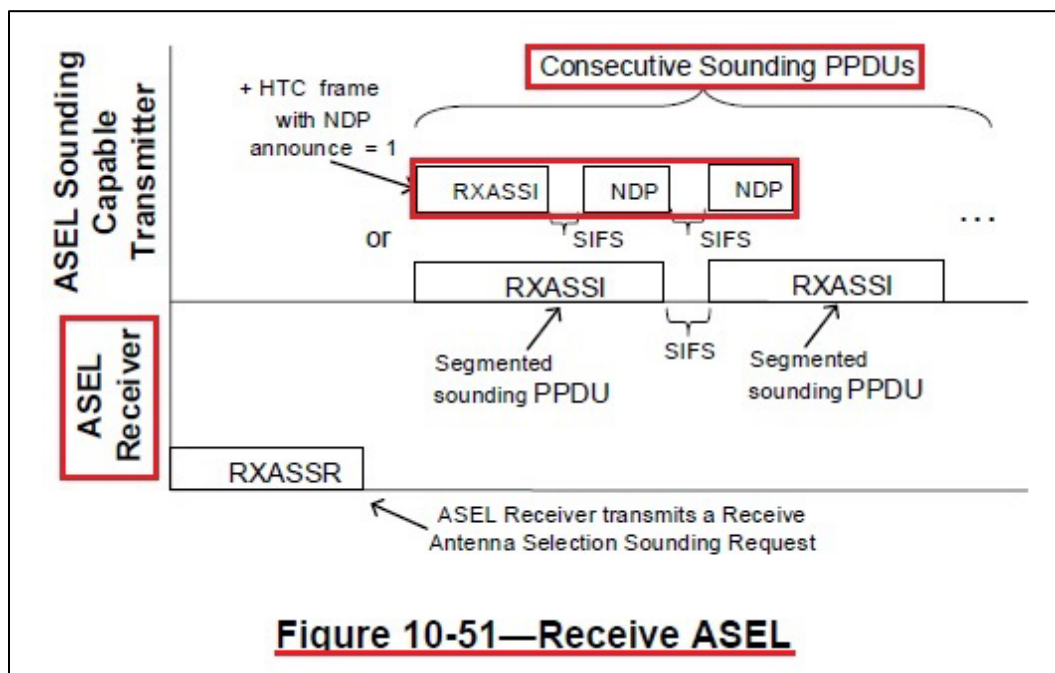 Consecutive Sounding PPDUs
+ HTC frame
with NDP
announce = 1
ASEL Sounding
Capable
Transmitter
RXASSI
NDP
NDP
...
or
SIFS
SIFS
RXASSI
RXASSI
SIFS
Segmented
sounding PPDU
Segmented
sounding PPDU
ASEL
Receiver
RXASSR
ASEL Receiver transmits a Receive
Antenna Selection Sounding Request
Figure 10-51—Receive ASEL